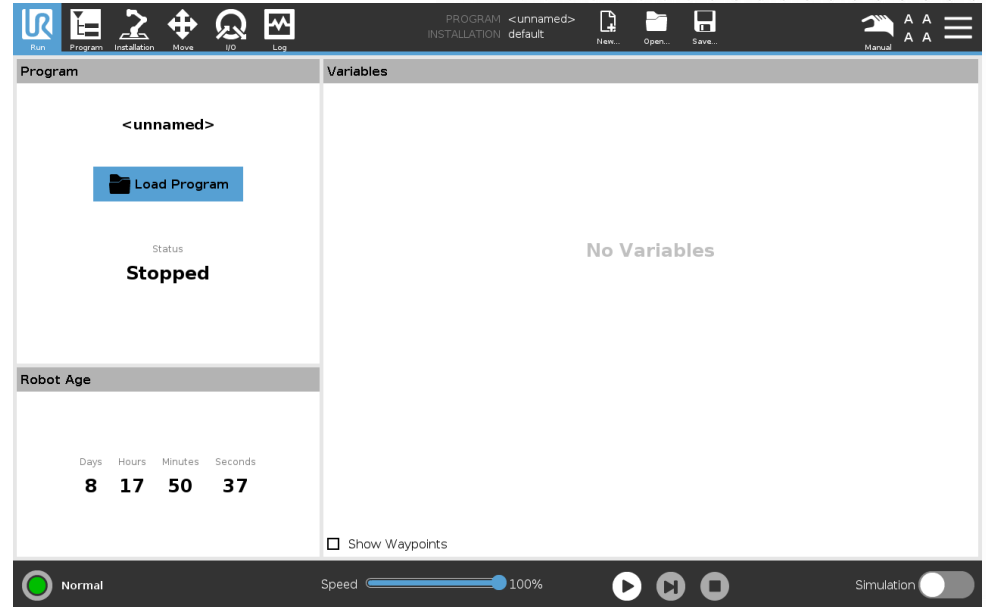 PROGRAM <unnamed>
INSTALLATION default
UR
Run Program Installation Move I/O Log
New... Open... Save...
Manual
A A
A A
Program
<unnamed>
Load Program
Status
Stopped
Robot Age
Days Hours Minutes Seconds
8 17 50 37
Variables
No Variables
Show Waypoints
Normal
Speed 100%
Simulation